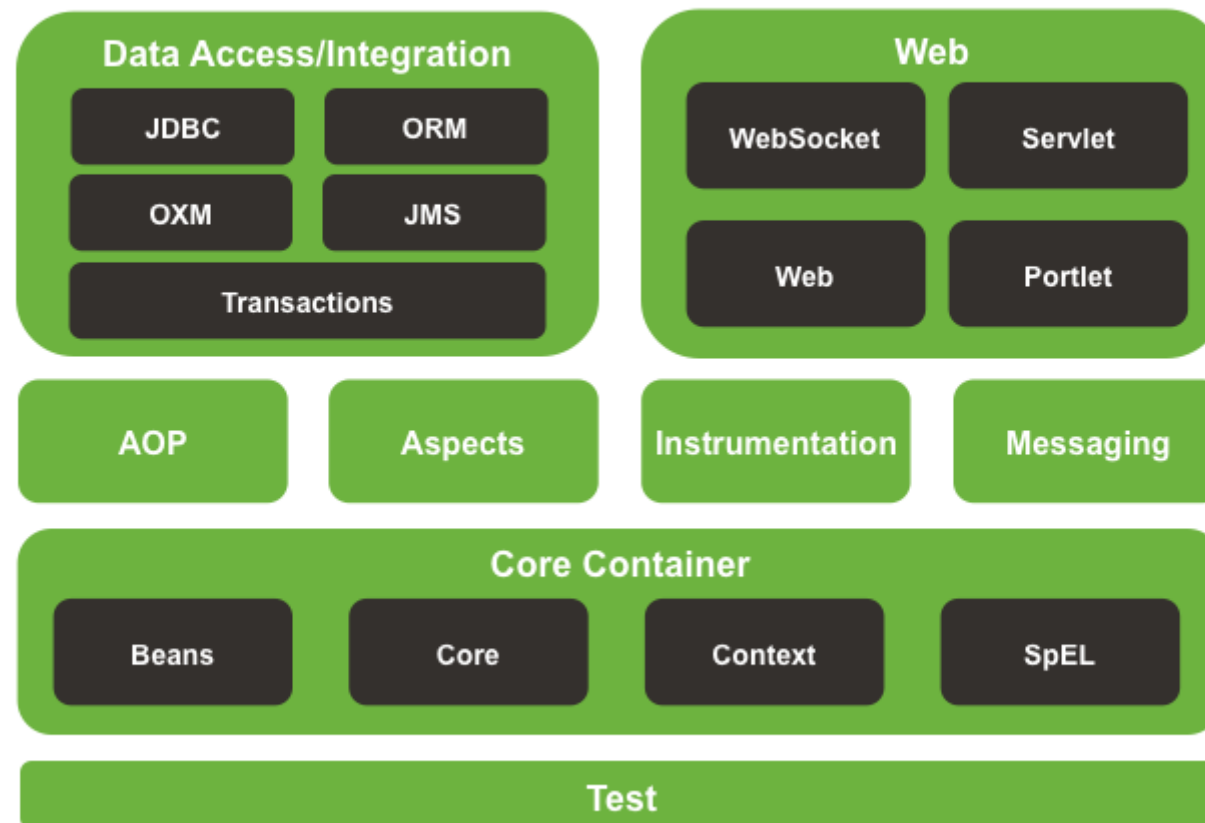 Data Access/Integration
JDBC
ORM
OXM
JMS
Transactions
Web
WebSocket
Servlet
Web
Portlet
AOP
Aspects
Instrumentation
Messaging
Core Container
Beans
Core
Context
SpEL
Test